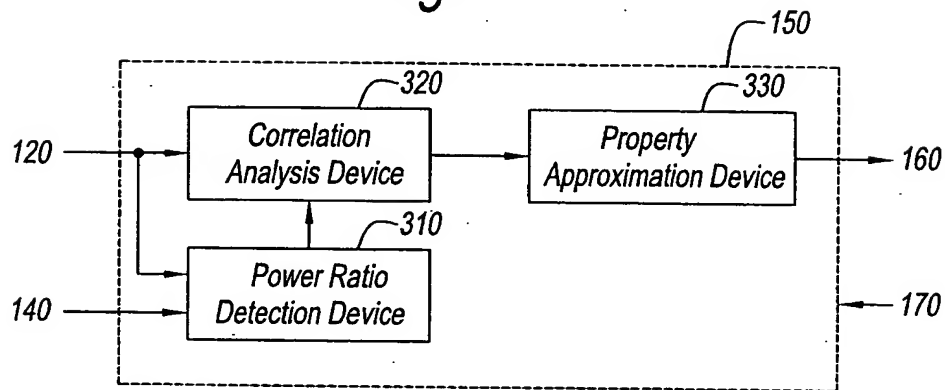 150
320
330
120
Correlation
Analysis Device
Property
Approximation Device
160
310
Power Ratio
Detection Device
140
170